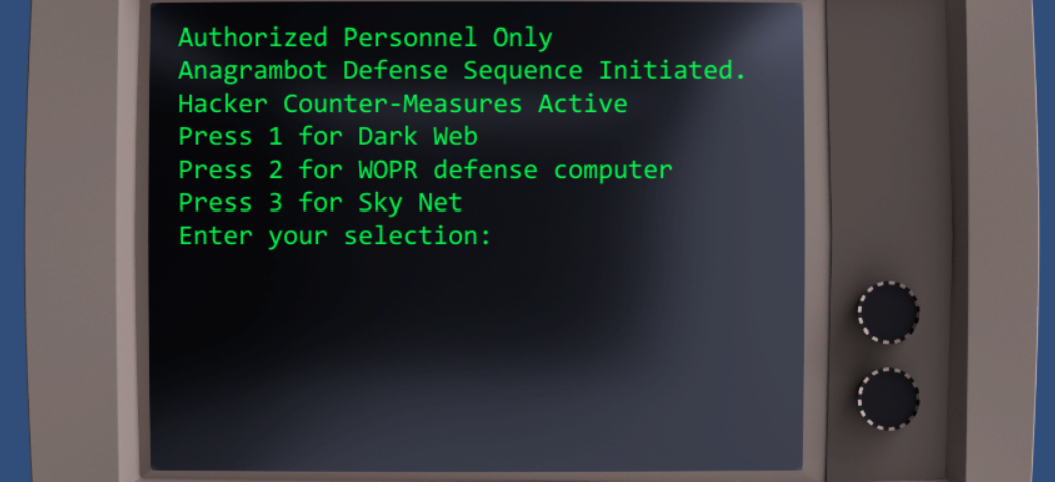 Authorized Personnel Only
Anagrambot Defense Sequence Initiated.
Hacker Counter-Measures Active
Press 1 for Dark Web
Press 2 for WOPR defense computer
Press 3 for Sky Net
Enter your selection: